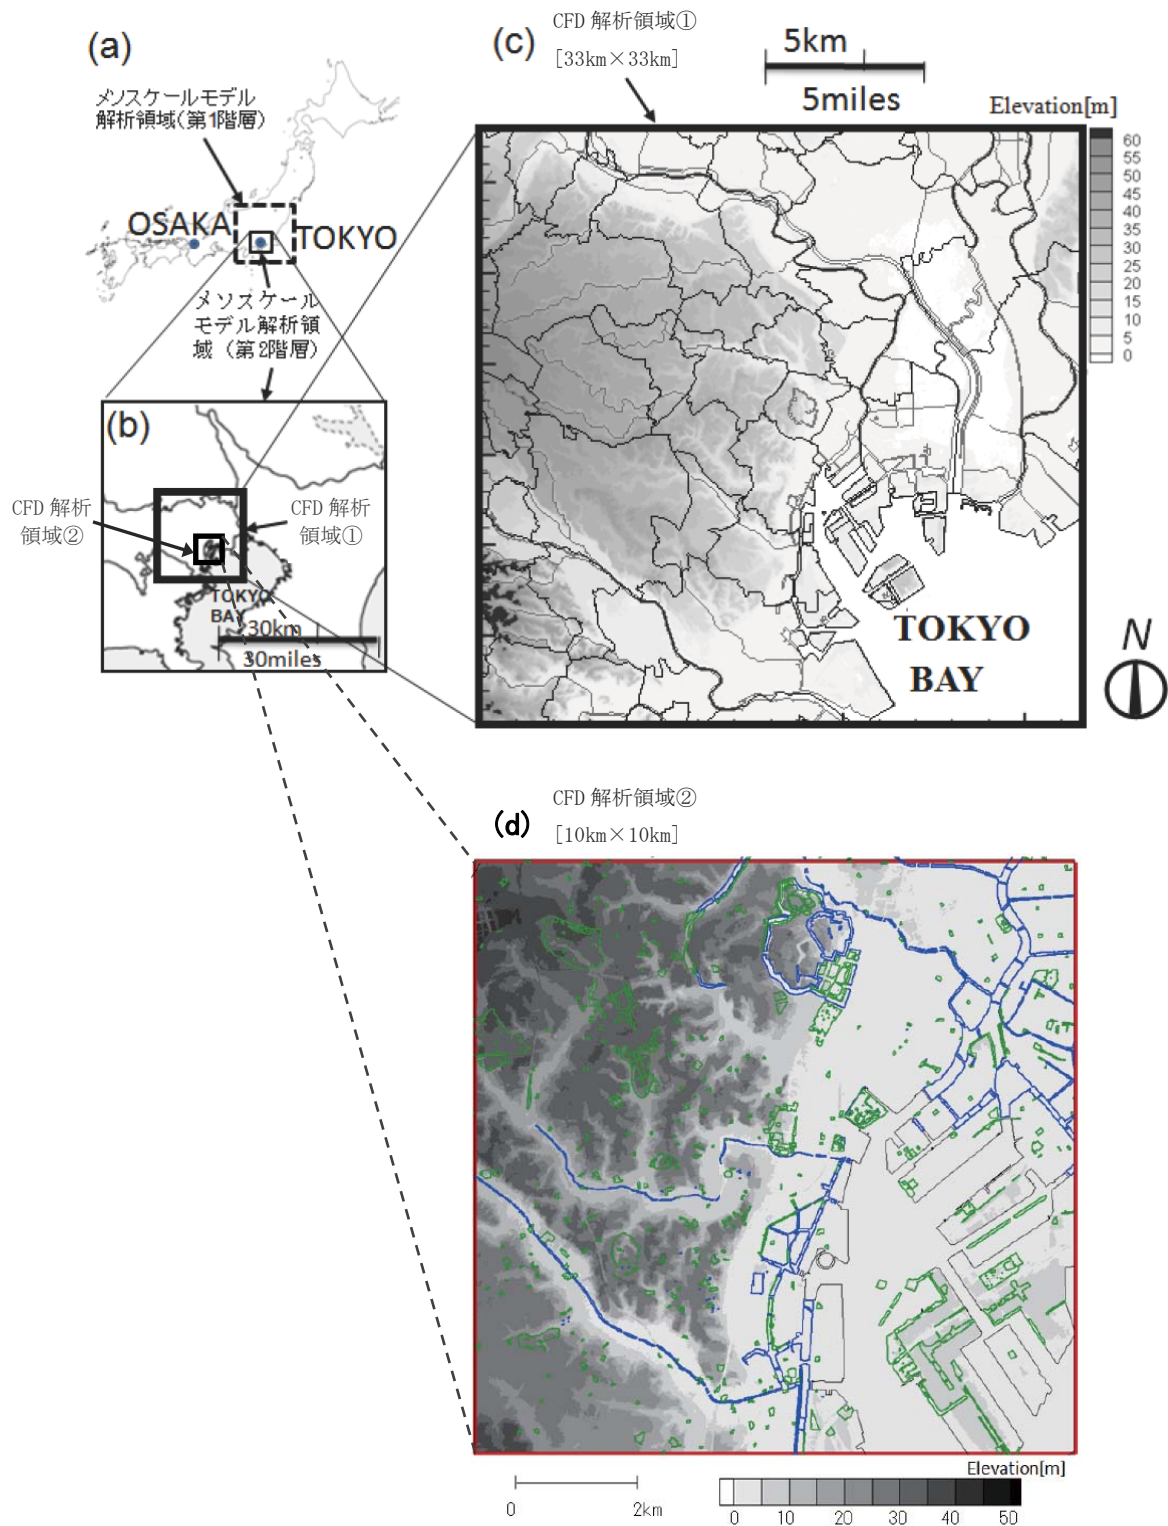 (a)
メソスケールモデル
解析領域(第1階層)
OSAKA
TOKYO
メソスケール
モデル解析領
域（第2階層）
(b)
CFD 解析
領域②
CFD 解析
領域①
TOKYO
BAY
30km
30miles
(c)
CFD 解析領域①
[33km×33km]
5km
5miles
Elevation[m]
60
55
50
45
40
35
30
25
20
15
10
5
0
TOKYO
BAY
N
(d)
CFD 解析領域②
[10km×10km]
0
2km
Elevation[m]
0 10 20 30 40 50